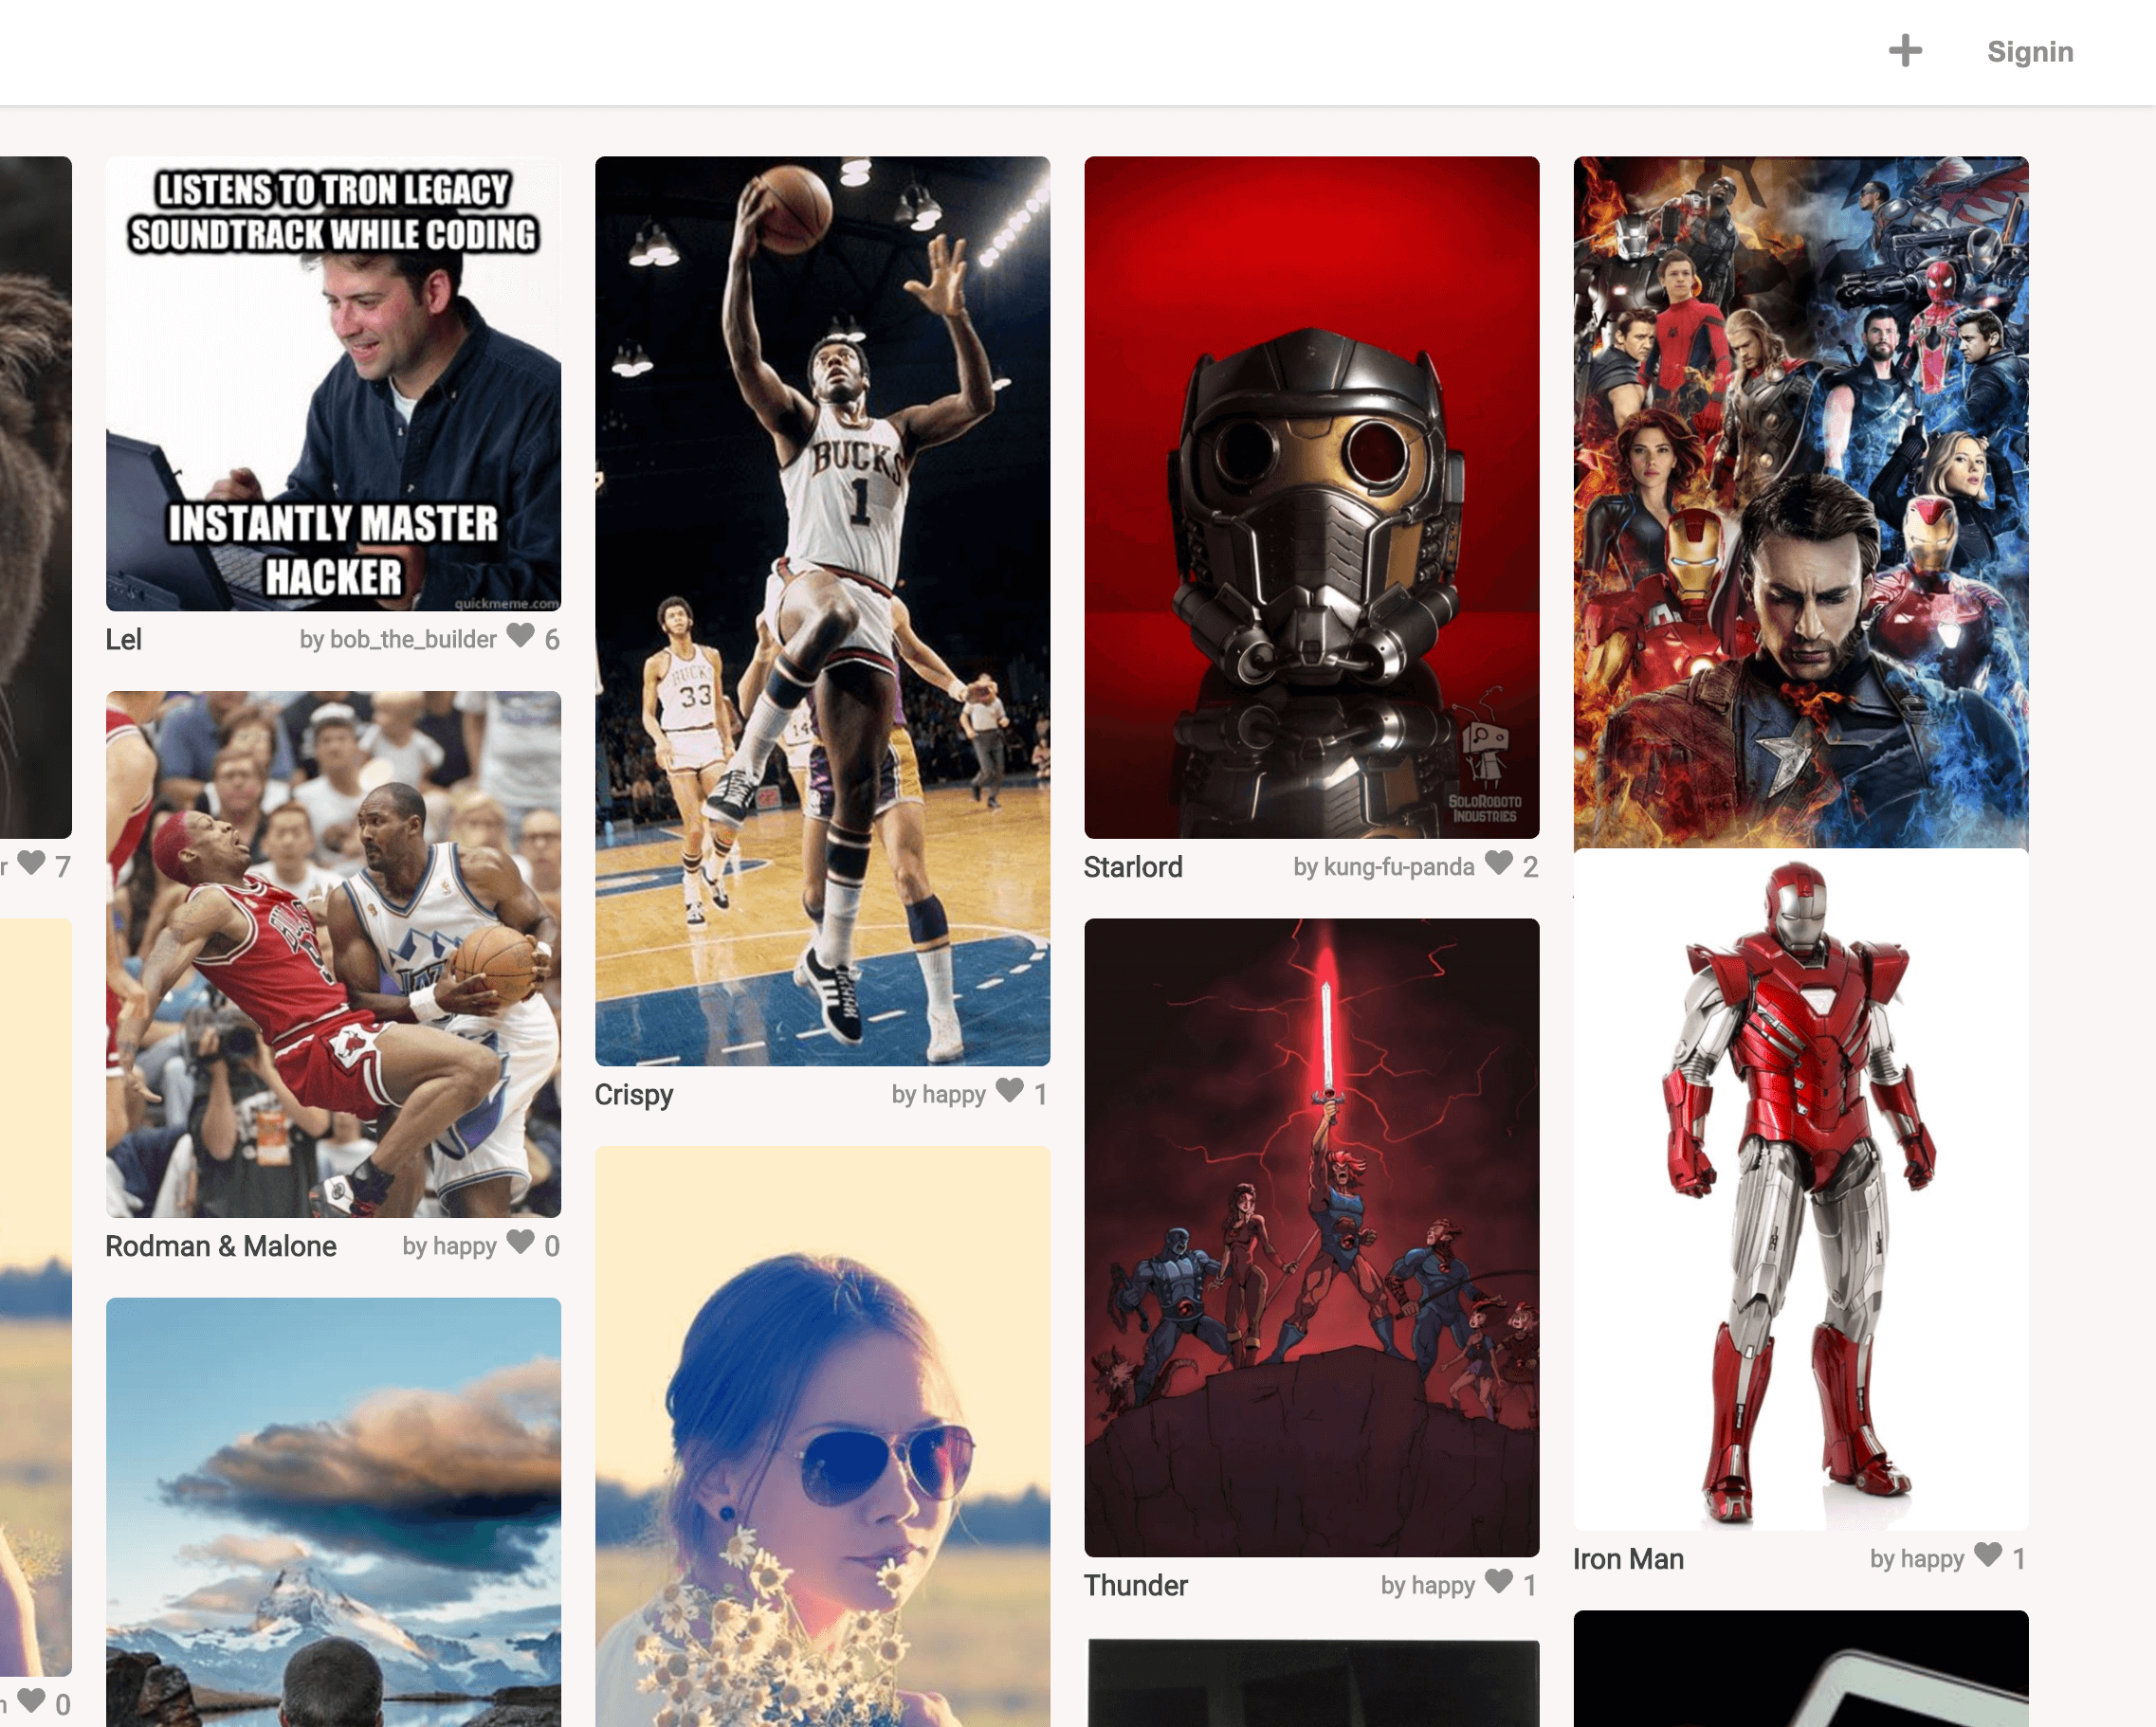 Signin
LISTENS TO TRON LEGACY
SOUNDTRACK WHILE CODING
INSTANTLY MASTER
HACKER
quickmeme.com
Lel by bob_the_builder 6
BUCKS
1
BUCKS
33
14
SOLOROBOTO
INDUSTRIES
7
Starlord by kung-fu-panda 2
Crispy by happy 1
Rodman & Malone by happy 0
Iron Man by happy 1
Thunder by happy 1
0